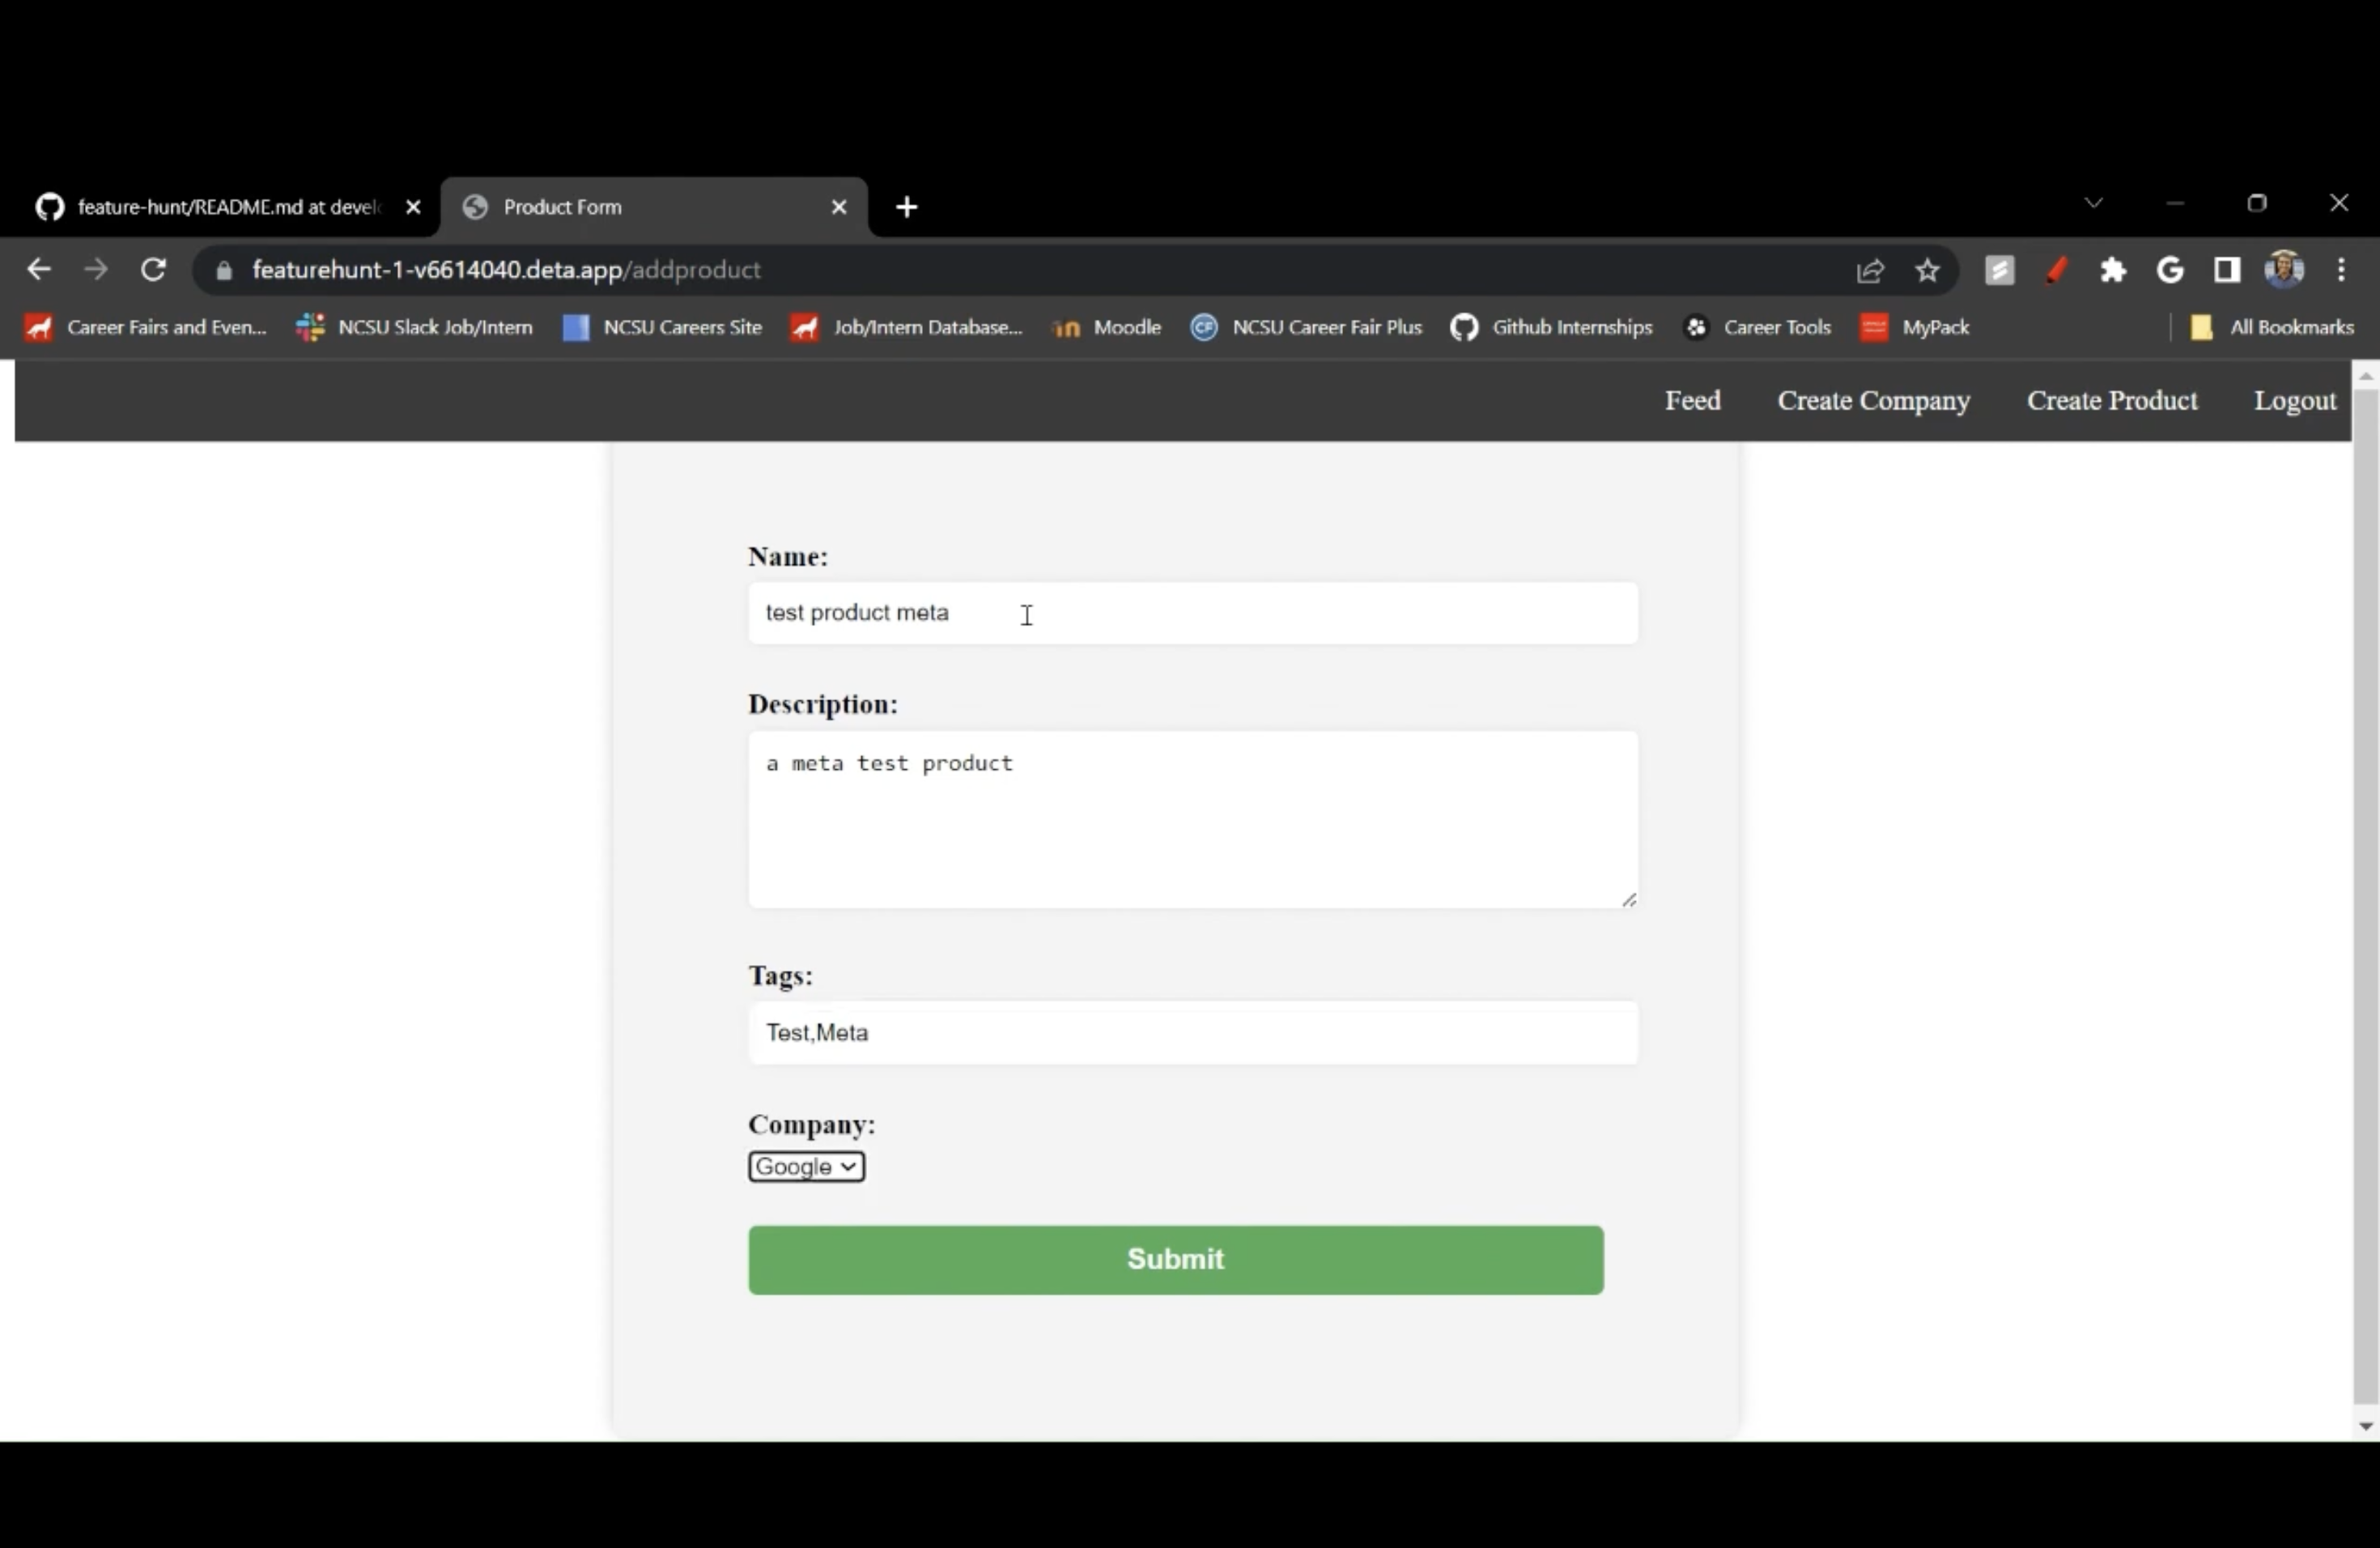 feature-hunt/README.md at devel
Product Form
featurehunt-1-v6614040.deta.app/addproduct
Career Fairs and Even...
NCSU Slack Job/Intern
NCSU Careers Site
Job/Intern Database...
Moodle
CF
NCSU Career Fair Plus
Github Internships
Career Tools
MyPack
All Bookmarks
Feed
Create Company
Create Product
Logout
Name:
test product meta
Description:
a meta test product
Tags:
Test,Meta
Company:
Google
Submit